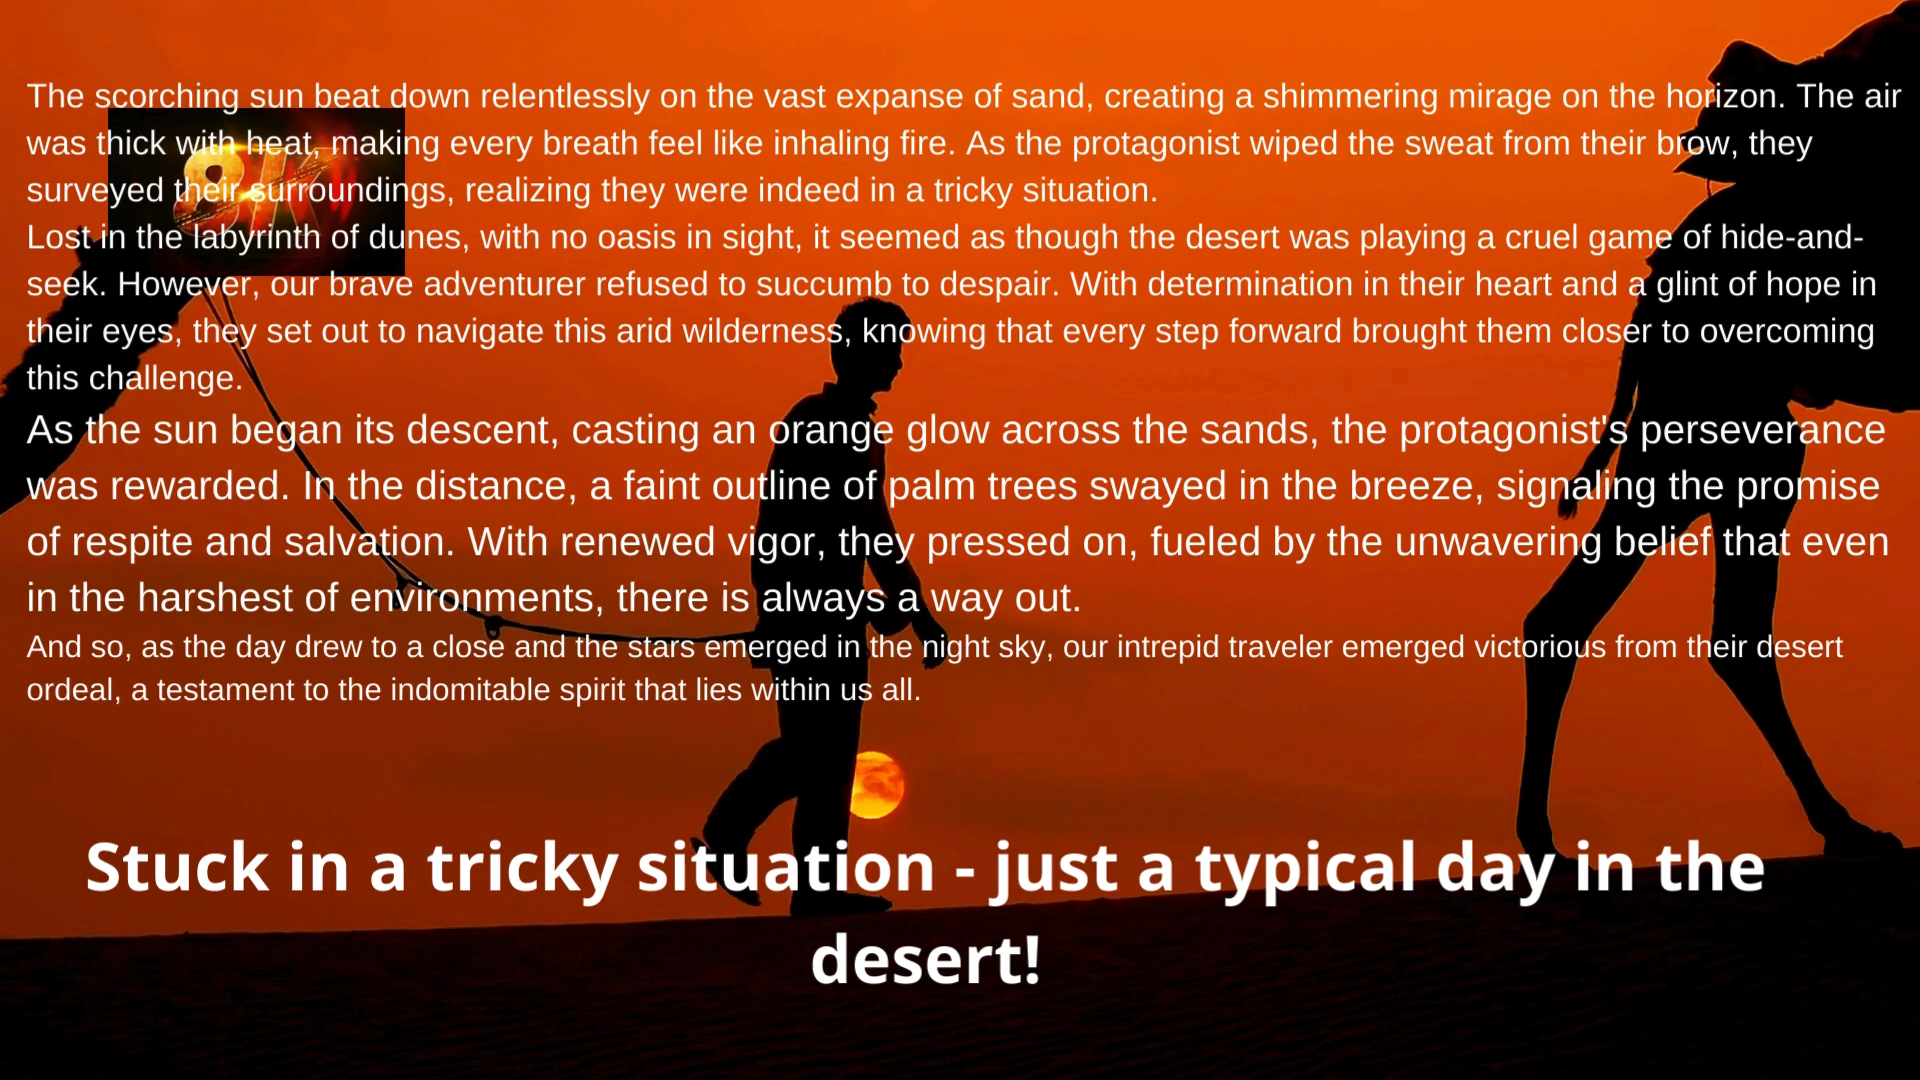 The scorching sun beat down relentlessly on the vast expanse of sand, creating a shimmering mirage on the horizon. The air
was thick with heat, making every breath feel like inhaling fire. As the protagonist wiped the sweat from their brow, they
surveyed their surroundings, realizing they were indeed in a tricky situation.
8K
Lost in the labyrinth of dunes, with no oasis in sight, it seemed as though the desert was playing a cruel game of hide-and-
seek. However, our brave adventurer refused to succumb to despair. With determination in their heart and a glint of hope in
their eyes, they set out to navigate this arid wilderness, knowing that every step forward brought them closer to overcoming
this challenge.
As the sun began its descent, casting an orange glow across the sands, the protagonist's perseverance
was rewarded. In the distance, a faint outline of palm trees swayed in the breeze, signaling the promise
of respite and salvation. With renewed vigor, they pressed on, fueled by the unwavering belief that even
in the harshest of environments, there is always a way out.
And so, as the day drew to a close and the stars emerged in the night sky, our intrepid traveler emerged victorious from their desert
ordeal, a testament to the indomitable spirit that lies within us all.
Stuck in a tricky situation - just a typical day in the
desert!